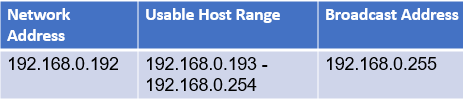 Network Address
Usable Host Range
Broadcast Address
192.168.0.192
192.168.0.193 -
192.168.0.254
192.168.0.255